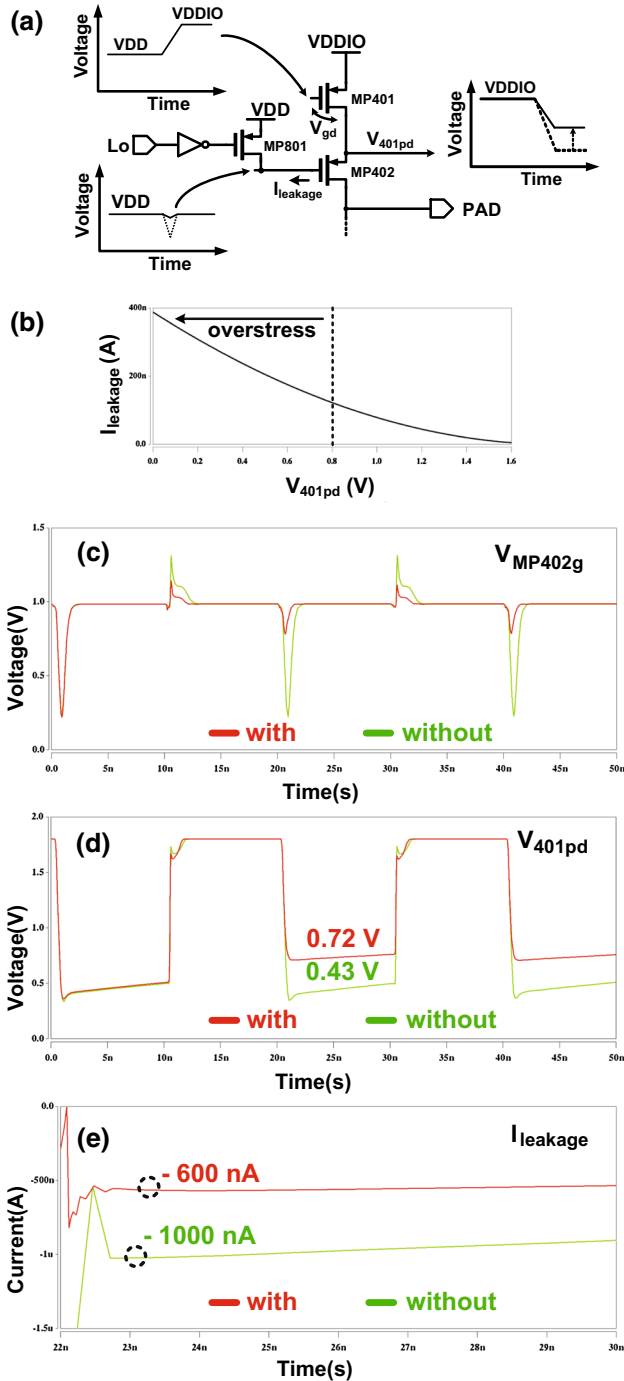 (a)
Voltage
VDD
VDDIO
Time
VDDIO
MP401
Vgd
V401pd
VDDIO
Voltage
Time
VDD
Lo
MP801
MP402
Ileakage
PAD
Voltage
VDD
Time
(b)
Ileakage (A)
400n
200n
0.0
overstress
0.0 0.2 0.4 0.6 0.8 1.0 1.2 1.4 1.6
V401pd (V)
(c)
VMP402g
Voltage(V)
1.5
1.0
0.5
0.0
with without
0.0 5n 10n 15n 20n 25n 30n 35n 40n 45n 50n
Time(s)
(d)
V401pd
Voltage(V)
2.0
1.5
1.0
0.5
0.0
0.72 V
0.43 V
with without
0.0 5n 10n 15n 20n 25n 30n 35n 40n 45n 50n
Time(s)
(e)
Ileakage
Current(A)
0.0
-500n
-1u
-1.5u
- 600 nA
- 1000 nA
with without
22n 23n 24n 25n 26n 27n 28n 29n 30n
Time(s)